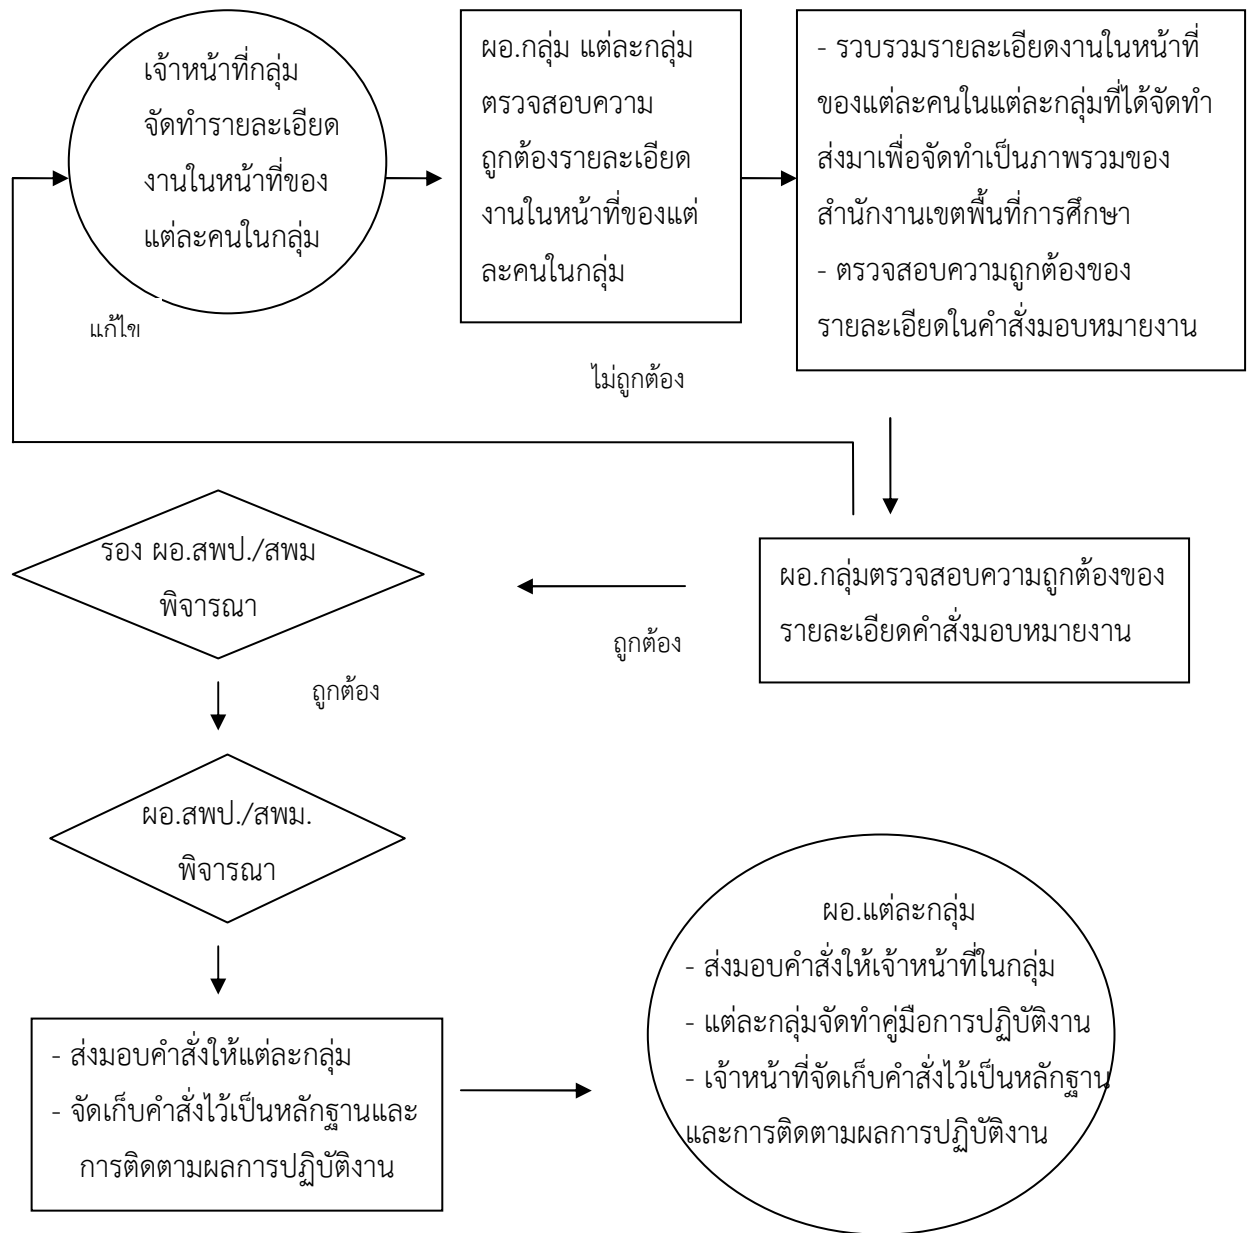 เจ้าหน้าที่กลุ่ม
จัดทำรายละเอียด
งานในหน้าที่ของ
แต่ละคนในกลุ่ม
ผอ.กลุ่ม แต่ละกลุ่ม
ตรวจสอบความ
ถูกต้องรายละเอียด
งานในหน้าที่ของแต่
ละคนในกลุ่ม
- รวบรวมรายละเอียดงานในหน้าที่
ของแต่ละคนในแต่ละกลุ่มที่ได้จัดทำ
ส่งมาเพื่อจัดทำเป็นภาพรวมของ
สำนักงานเขตพื้นที่การศึกษา
- ตรวจสอบความถูกต้องของ
รายละเอียดในคำสั่งมอบหมายงาน
แก้ไข
ไม่ถูกต้อง
รอง ผอ.สพป./สพม
พิจารณา
ถูกต้อง
ผอ.กลุ่มตรวจสอบความถูกต้องของ
รายละเอียดคำสั่งมอบหมายงาน
ถูกต้อง
ผอ.สพป./สพม.
พิจารณา
- ส่งมอบคำสั่งให้แต่ละกลุ่ม
- จัดเก็บคำสั่งไว้เป็นหลักฐานและ
การติดตามผลการปฏิบัติงาน
ผอ.แต่ละกลุ่ม
- ส่งมอบคำสั่งให้เจ้าหน้าที่ในกลุ่ม
- แต่ละกลุ่มจัดทำคู่มือการปฏิบัติงาน
- เจ้าหน้าที่จัดเก็บคำสั่งไว้เป็นหลักฐาน
และการติดตามผลการปฏิบัติงาน